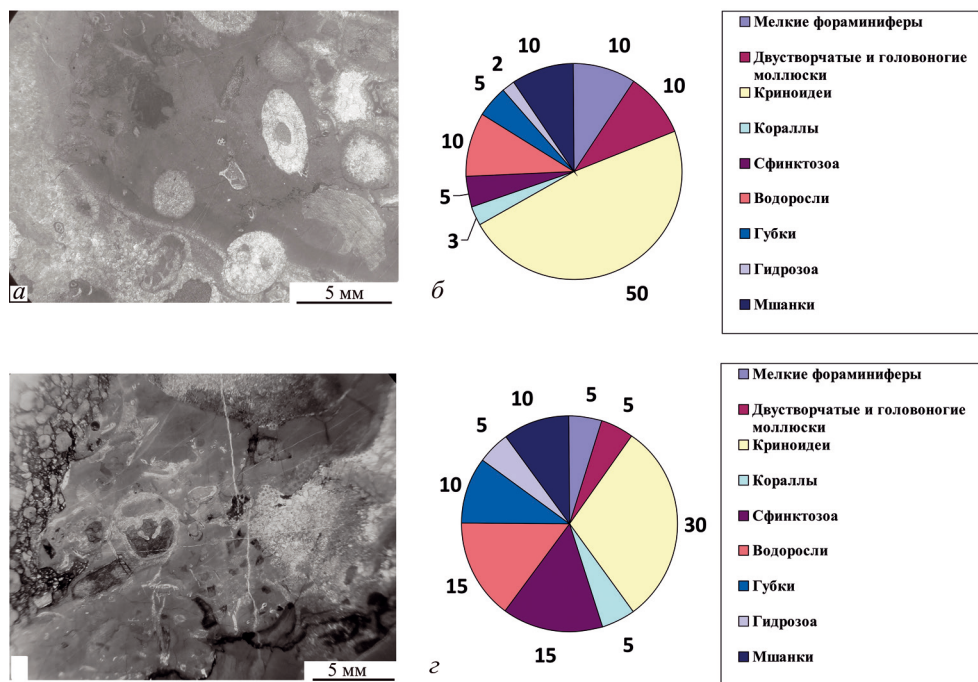 а
5 мм
б
10
10
50
3
5
10
5
2
10
Мелкие фораминиферы
Двустворчатые и головоногие
моллюски
Криноидеи
Кораллы
Сфинктозоа
Водоросли
Губки
Гидрозоа
Мшанки
5 мм
г
5
5
30
5
15
15
10
5
10
Мелкие фораминиферы
Двустворчатые и головоногие
моллюски
Криноидеи
Кораллы
Сфинктозоа
Водоросли
Губки
Гидрозоа
Мшанки